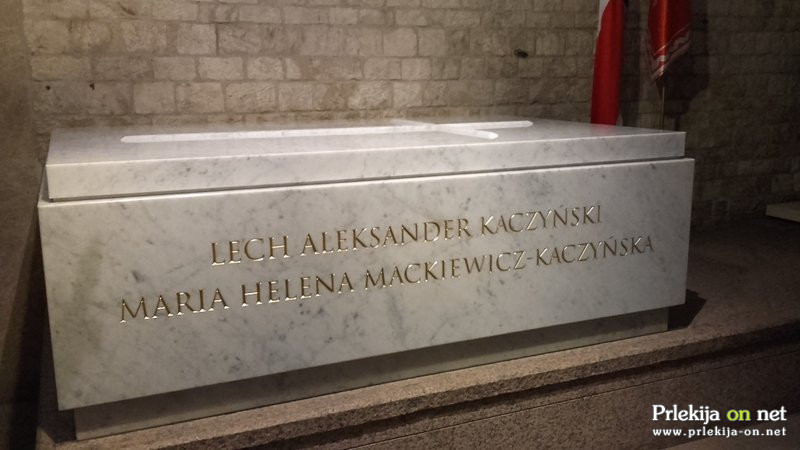 LECH ALEKSANDER KACZYŃSKI
MARIA HELENA MACKIEWICZ-KACZYŃSKA
Prlekija on net
www.prlekija-on.net